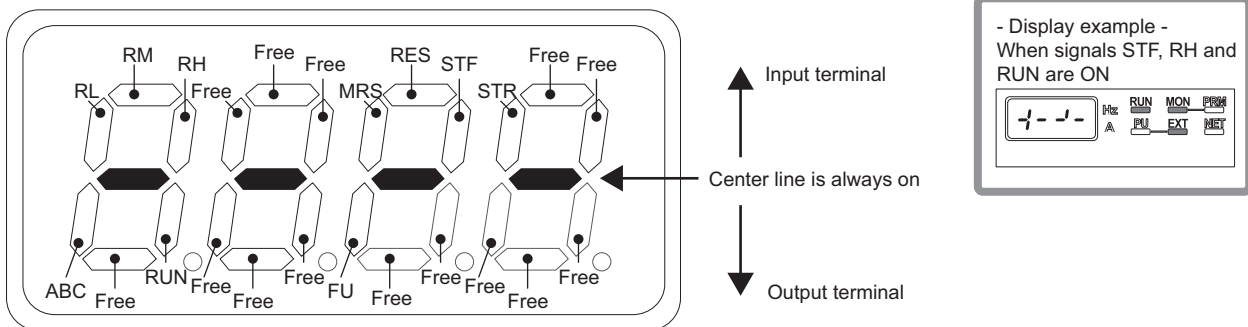 RM RH Free Free RES STF Free Free
RL Free MRS STR
Input terminal
Center line is always on
Output terminal
ABC RUN Free Free FU Free Free Free
Free Free Free Free
- Display example -
When signals STF, RH and
RUN are ON
Hz RUN MON PRM
A PU EXT NET